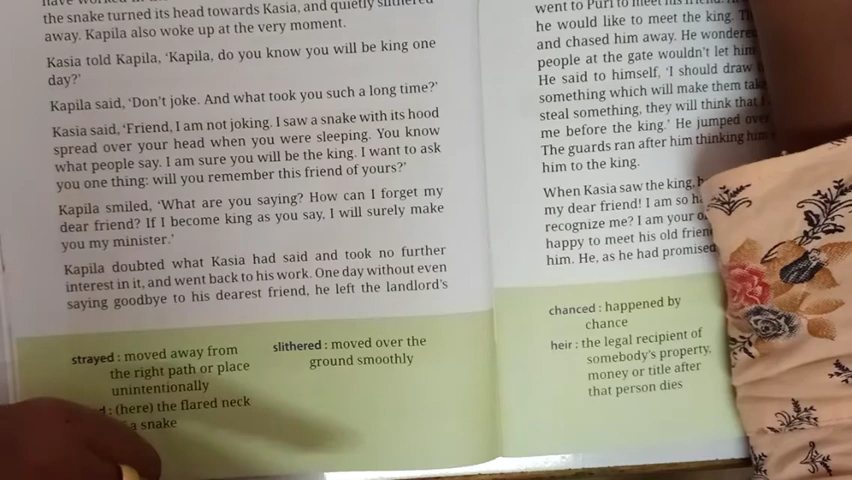 the snake turned its head towards Kasia, and quietly slithered
away. Kapila also woke up at the very moment.
Kasia told Kapila, ‘Kapila, do you know you will be king one
day?’
Kapila said, ‘Don’t joke. And what took you such a long time?’
Kasia said, ‘Friend, I am not joking. I saw a snake with its hood
spread over your head when you were sleeping. You know
what people say. I am sure you will be the king. I want to ask
you one thing: will you remember this friend of yours?’
Kapila smiled, ‘What are you saying? How can I forget my
dear friend? If I become king as you say, I will surely make
you my minister.’
Kapila doubted what Kasia had said and took no further
interest in it, and went back to his work. One day without even
saying goodbye to his dearest friend, he left the landlord’s
strayed : moved away from
the right path or place
unintentionally
d : (here) the flared neck
a snake
slithered : moved over the
ground smoothly
went to Puri to meet his
he would like to meet the king.
and chased him away. He wondered
people at the gate wouldn’t let him
He said to himself, ‘I should draw
something which will make them take
steal something, they will think that I
me before the king.’ He jumped over
The guards ran after him thinking him
him to the king.
When Kasia saw the king,
my dear friend! I am so
recognize me? I am your
happy to meet his old friend
him. He, as he had promised
chanced : happened by
chance
heir : the legal recipient of
somebody’s property,
money or title after
that person dies